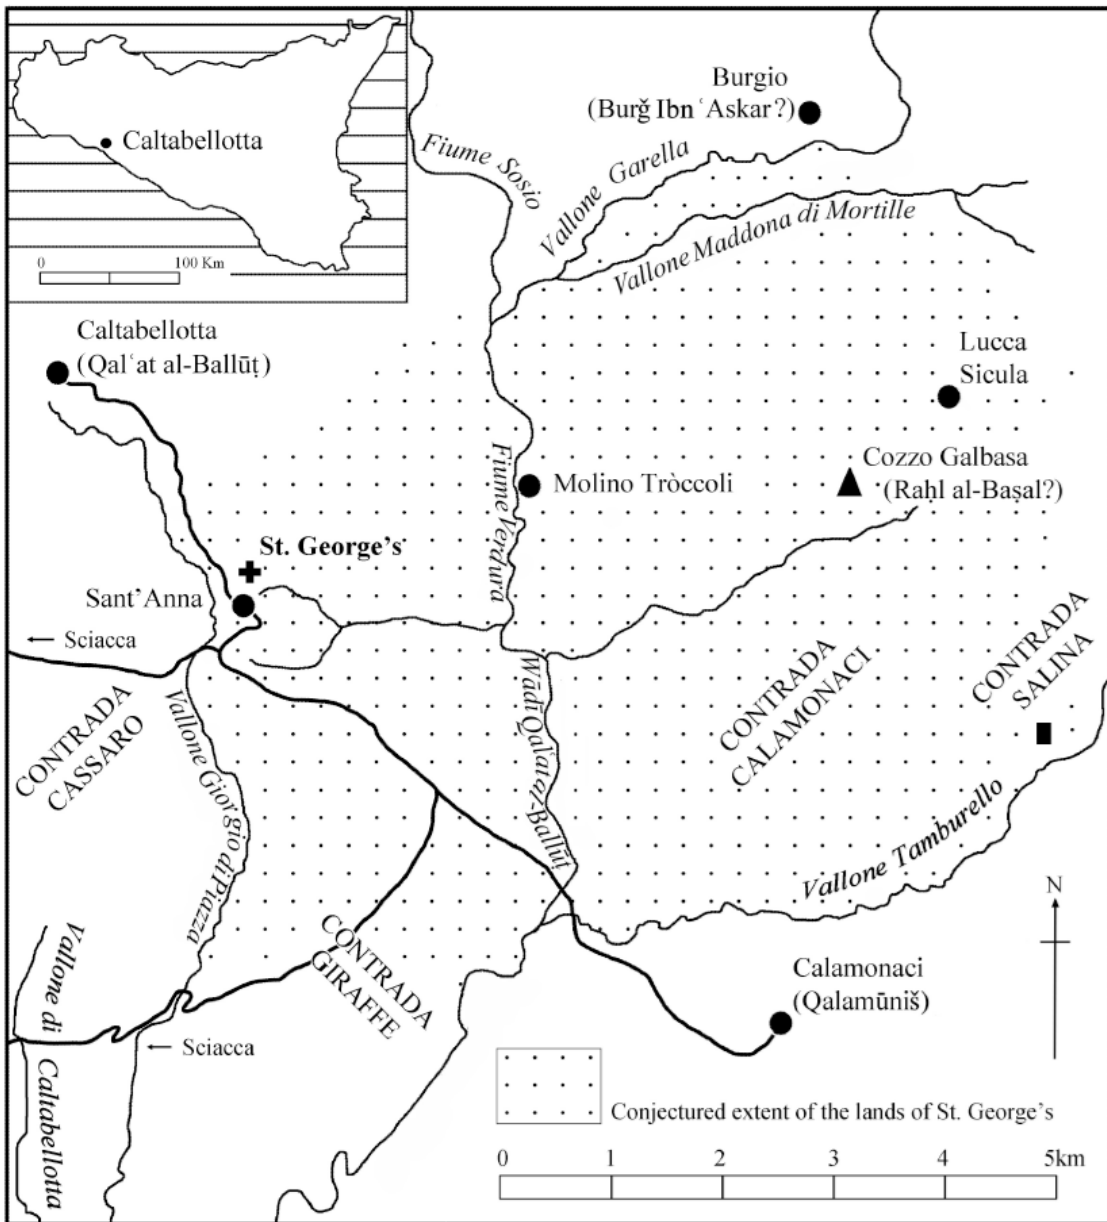 Caltabellotta
0
100 Km
Burgio
(Burǧ Ibn ʿAskar?)
Fiume Sosio
Vallone Garella
Vallone Maddona di Mortille
Caltabellotta
(Qalʿat al-Ballūṭ)
Lucca
Sicula
Fiume Verdura
Molino Tròccoli
Cozzo Galbasa
(Raḥl al-Baṣal?)
St. George's
Sant'Anna
← Sciacca
CONTRADA
CASSARO
Vallone Giorgio di Piazza
Wādī Qalʿat al-Ballūṭ
CONTRADA
CALAMONACI
CONTRADA
SALINA
Vallone Tamburello
N
CONTRADA
GIRAFFE
Vallone di Caltabellotta
← Sciacca
Calamonaci
(Qalamūniš)
Conjectured extent of the lands of St. George's
0 1 2 3 4 5km